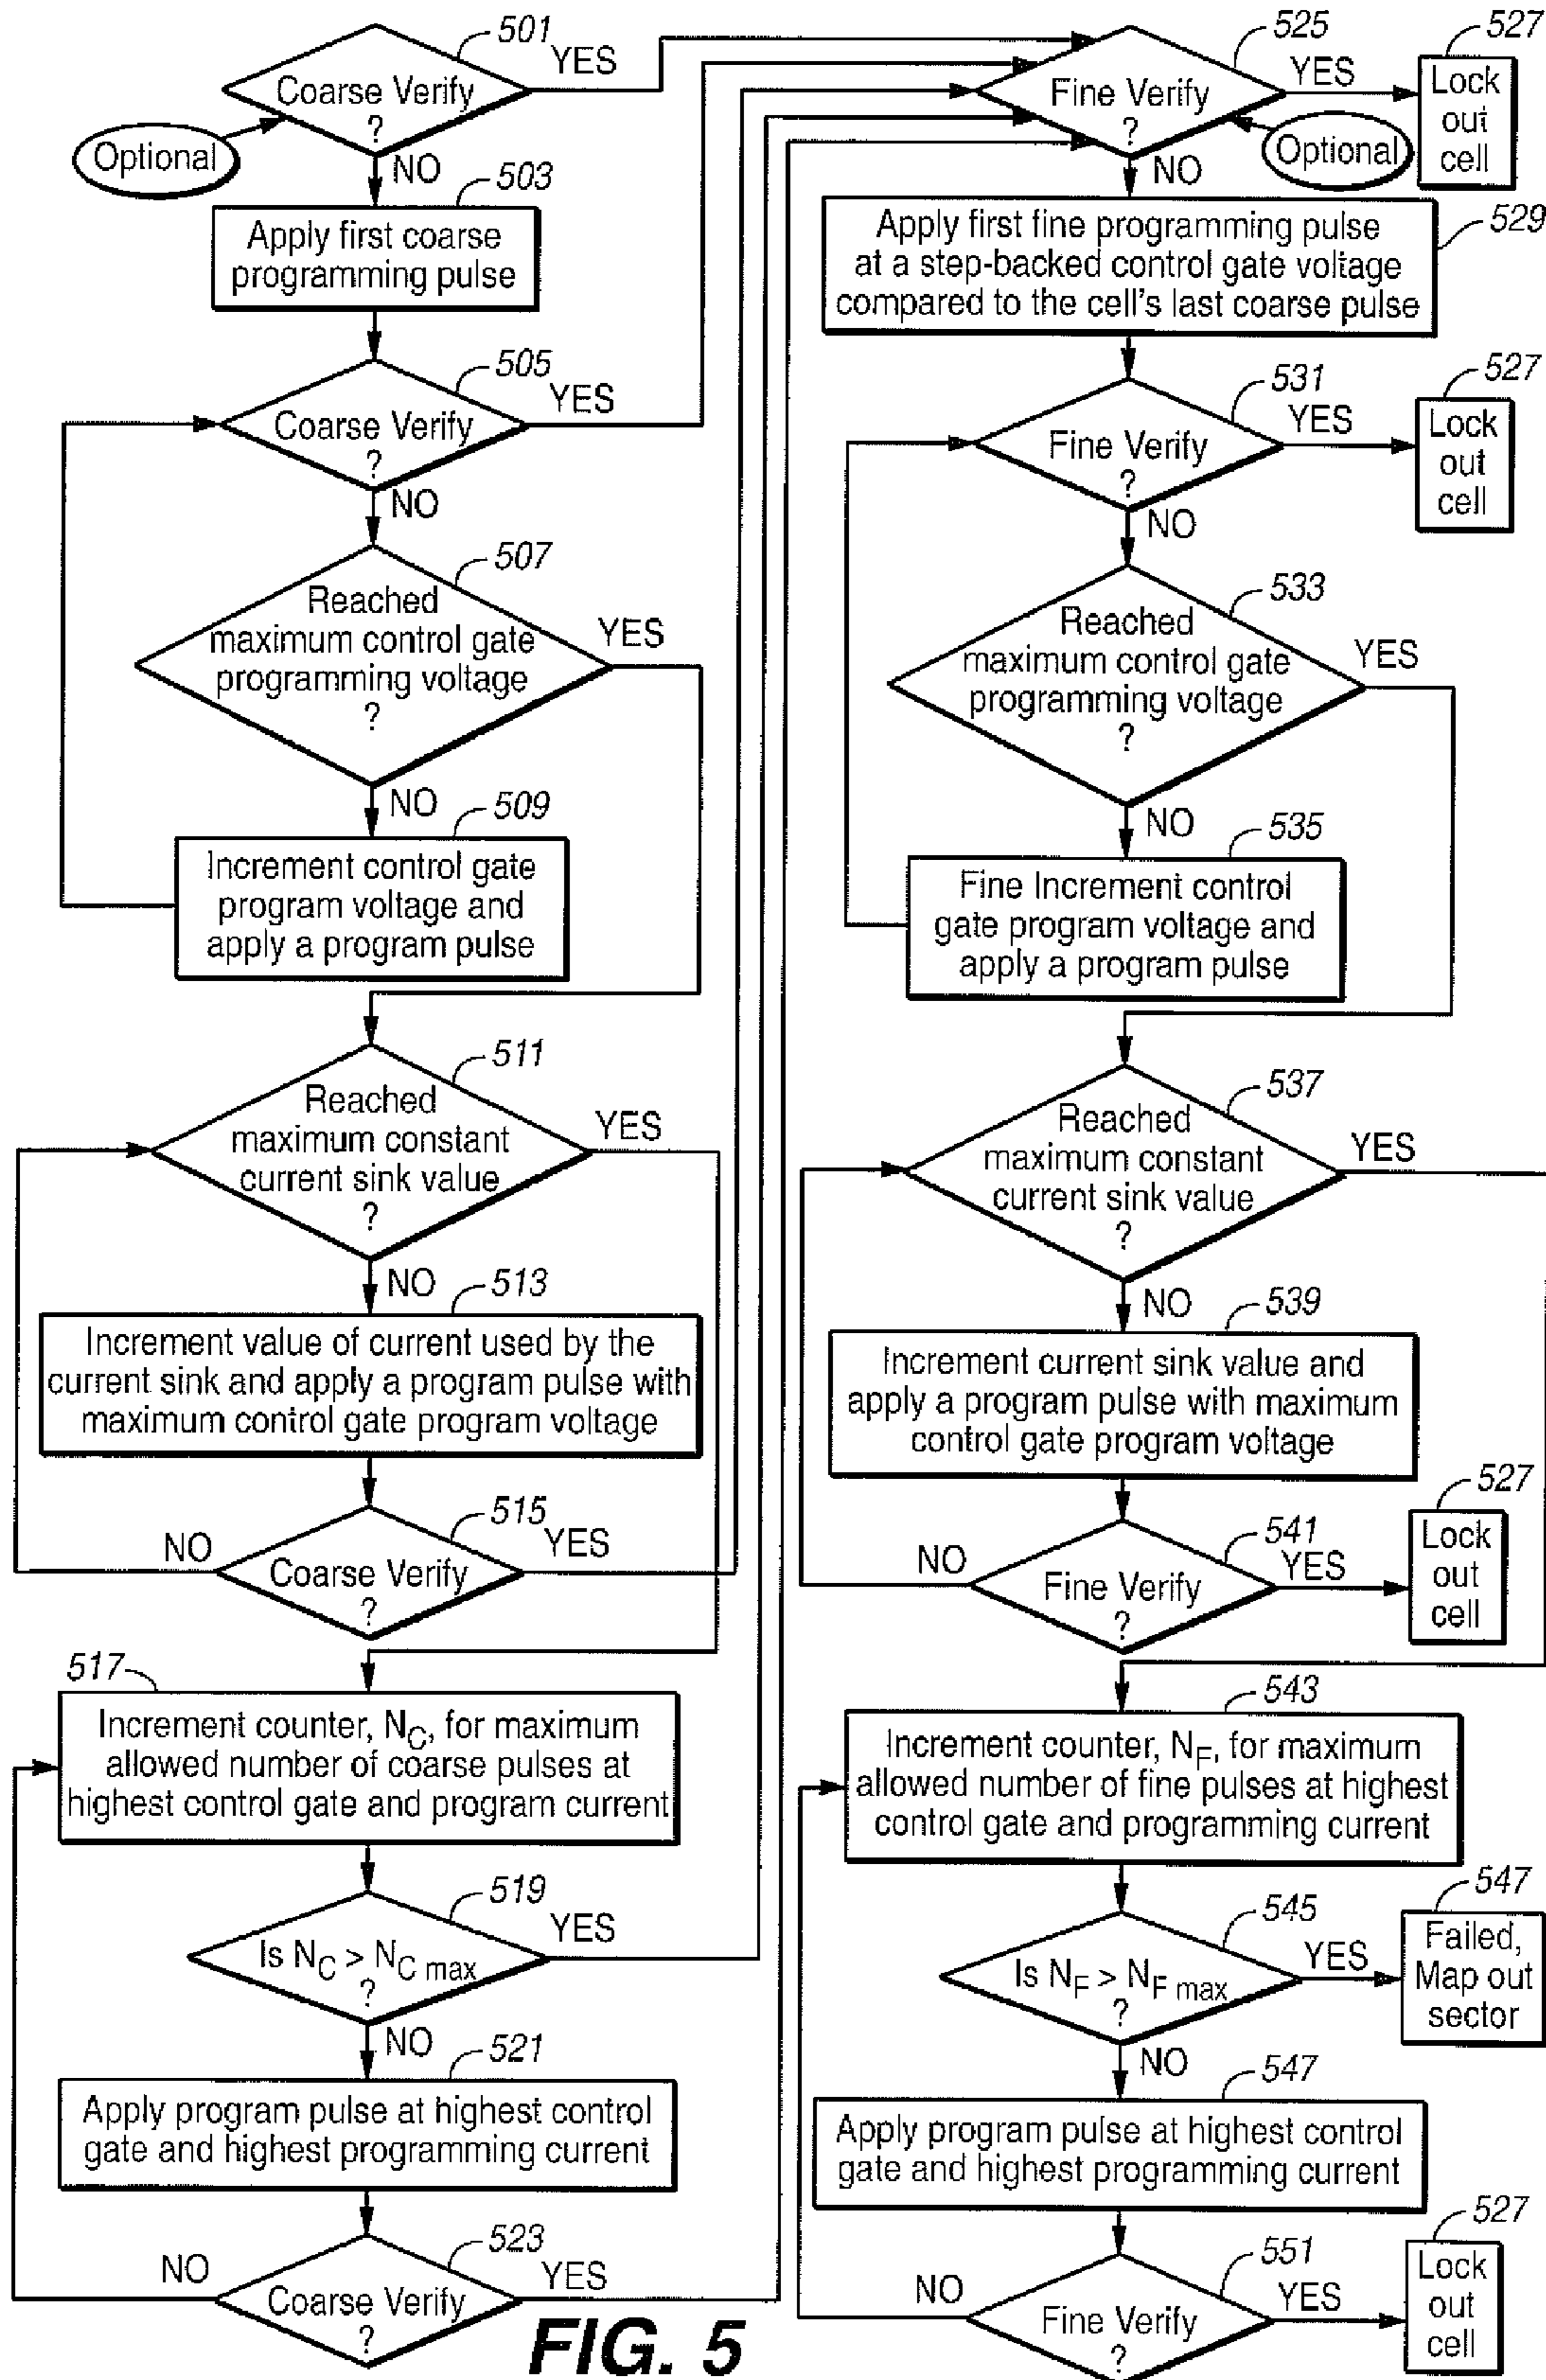 501
Coarse Verify
?
YES
Optional
NO
503
Apply first coarse
programming pulse
505
Coarse Verify
?
YES
NO
507
Reached
maximum control gate
programming voltage
?
YES
NO
509
Increment control gate
program voltage and
apply a program pulse
511
Reached
maximum constant
current sink value
?
YES
NO
513
Increment value of current used by the
current sink and apply a program pulse with
maximum control gate program voltage
515
Coarse Verify
?
NO
YES
517
Increment counter, NC, for maximum
allowed number of coarse pulses at
highest control gate and program current
519
Is NC > NC max
?
YES
NO
521
Apply program pulse at highest control
gate and highest programming current
523
Coarse Verify
?
NO
YES
525
Fine Verify
?
YES
527
Lock
out
cell
Optional
NO
529
Apply first fine programming pulse
at a step-backed control gate voltage
compared to the cell's last coarse pulse
531
Fine Verify
?
YES
527
Lock
out
cell
NO
533
Reached
maximum control gate
programming voltage
?
YES
NO
535
Fine Increment control
gate program voltage and
apply a program pulse
537
Reached
maximum constant
current sink value
?
YES
NO
539
Increment current sink value and
apply a program pulse with maximum
control gate program voltage
541
Fine Verify
?
NO
YES
527
Lock
out
cell
543
Increment counter, NF, for maximum
allowed number of fine pulses at highest
control gate and programming current
545
Is NF > NF max
?
YES
547
Failed,
Map out
sector
NO
547
Apply program pulse at highest control
gate and highest programming current
551
Fine Verify
?
NO
YES
527
Lock
out
cell
FIG. 5